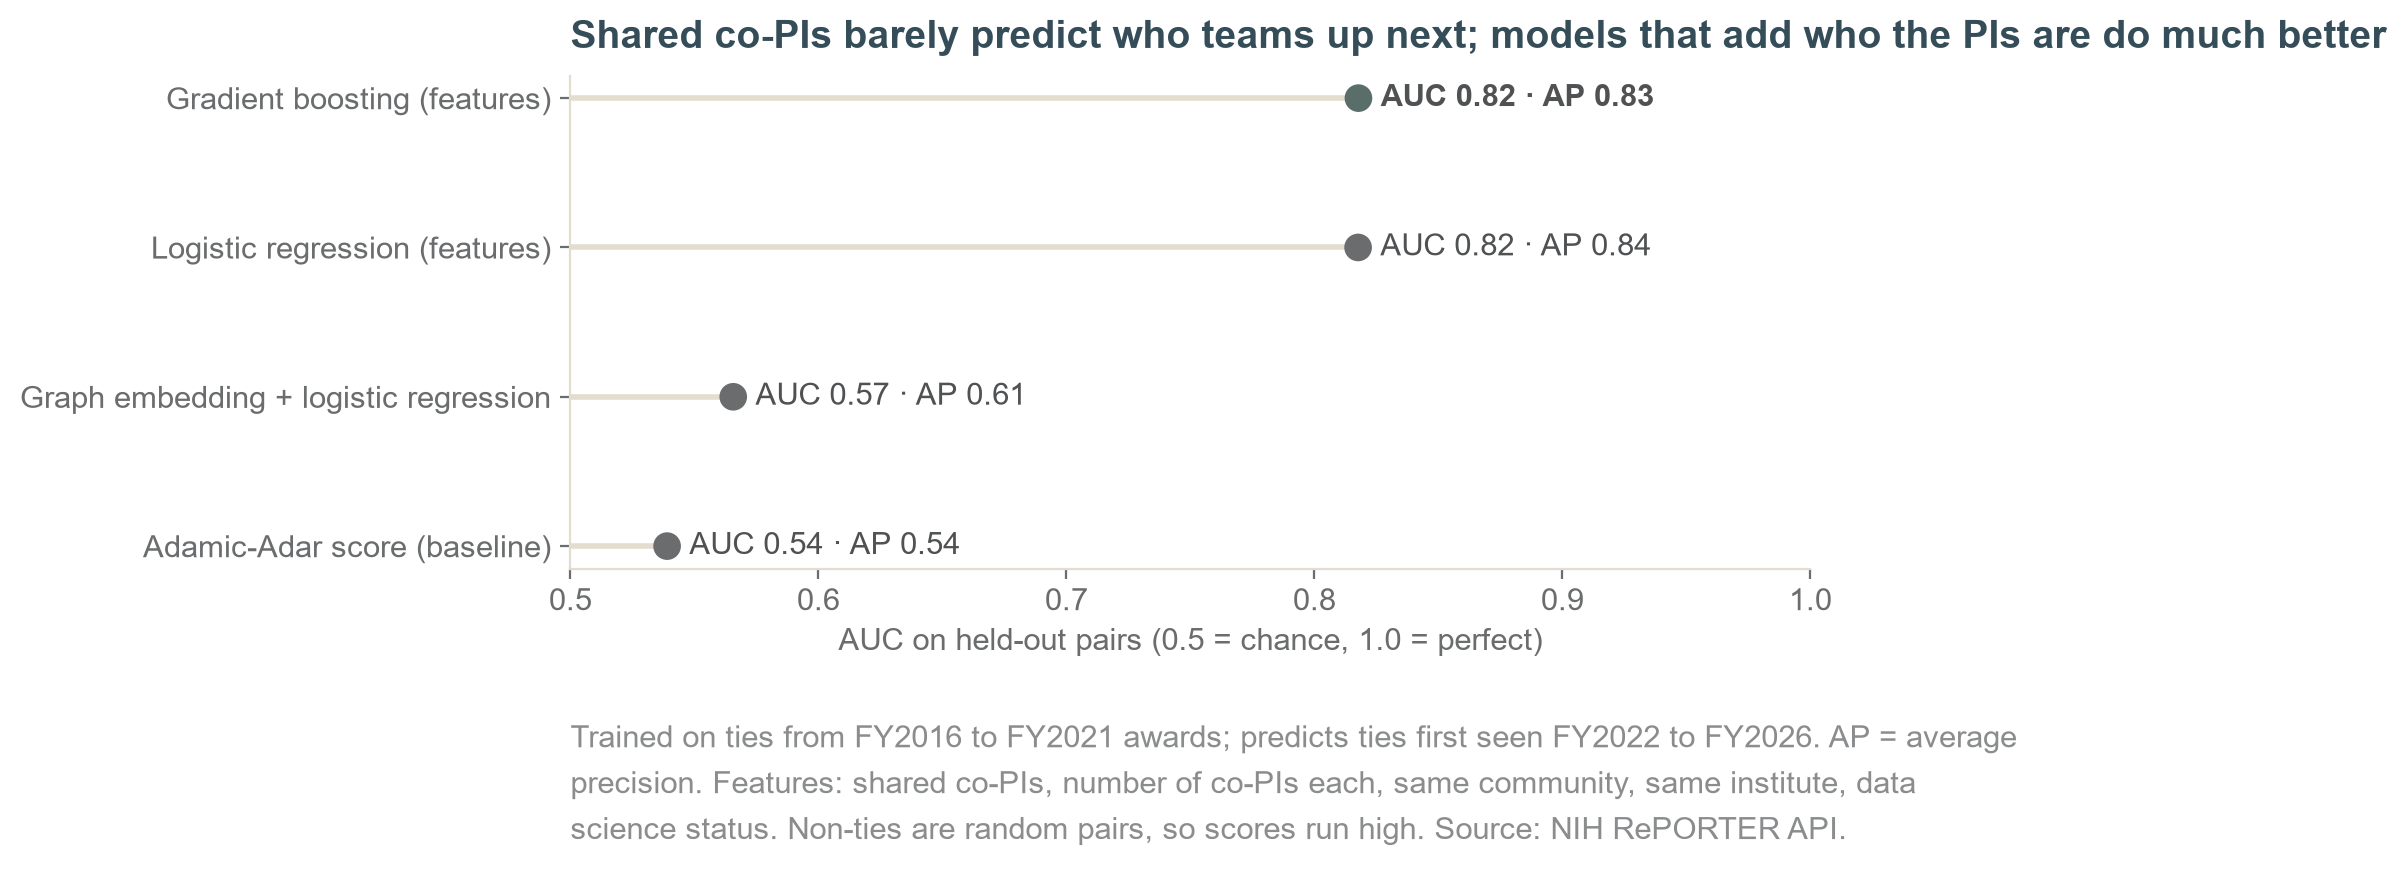 Shared co-PIs barely predict who teams up next; models that add who the PIs are do much better
Gradient boosting (features)
AUC 0.82 · AP 0.83
Logistic regression (features)
AUC 0.82 · AP 0.84
Graph embedding + logistic regression
AUC 0.57 · AP 0.61
Adamic-Adar score (baseline)
AUC 0.54 · AP 0.54
0.5 0.6 0.7 0.8 0.9 1.0
AUC on held-out pairs (0.5 = chance, 1.0 = perfect)
Trained on ties from FY2016 to FY2021 awards; predicts ties first seen FY2022 to FY2026. AP = average
precision. Features: shared co-PIs, number of co-PIs each, same community, same institute, data
science status. Non-ties are random pairs, so scores run high. Source: NIH RePORTER API.